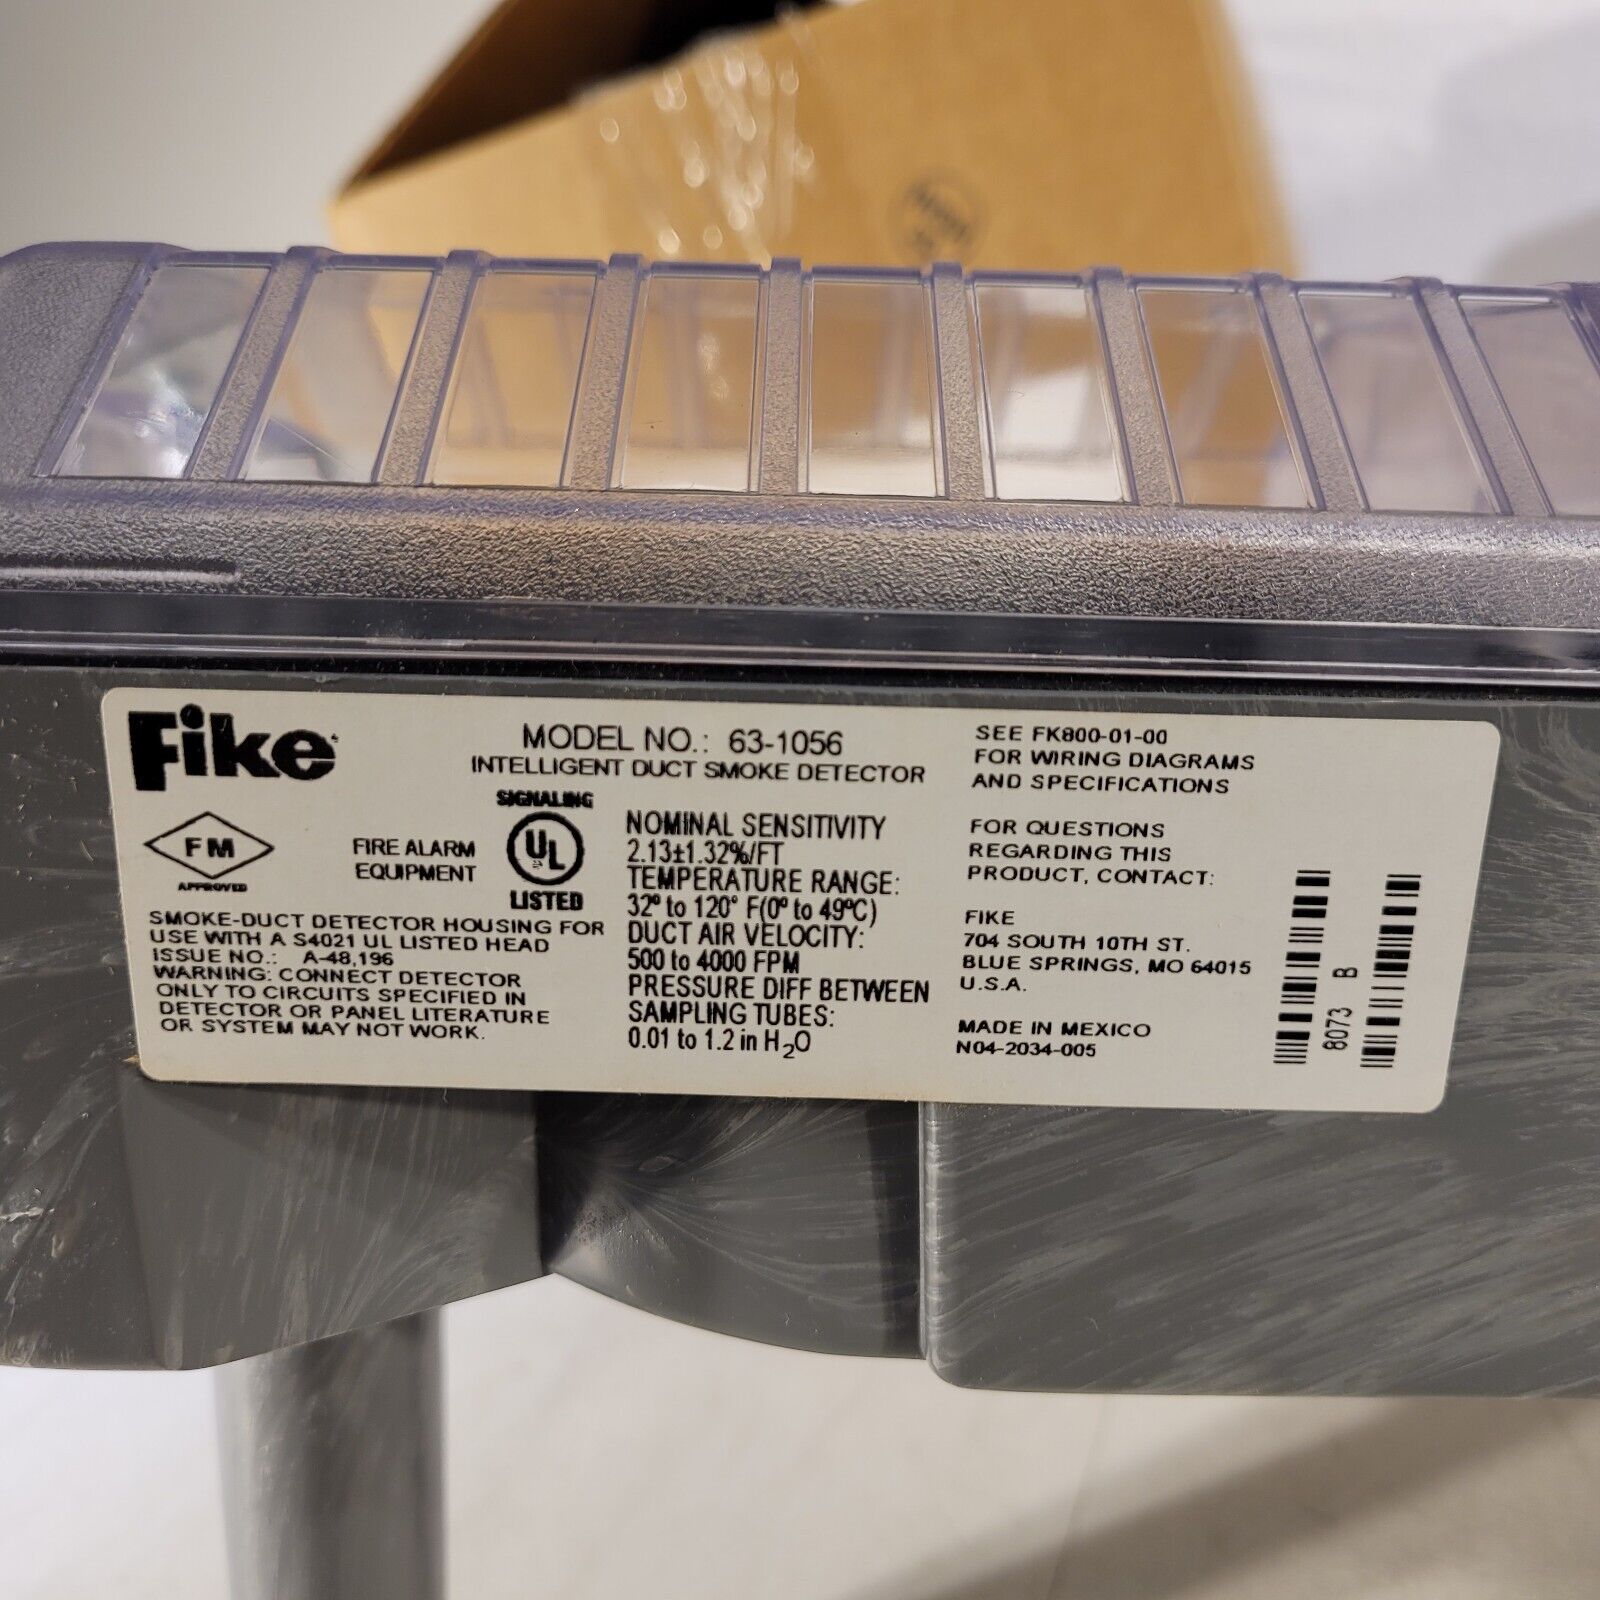 Fike
MODEL NO.: 63-1056
INTELLIGENT DUCT SMOKE DETECTOR
FM
APPROVED
FIRE ALARM
EQUIPMENT
SIGNALING
UL
LISTED
SMOKE-DUCT DETECTOR HOUSING FOR
USE WITH A S4021 UL LISTED HEAD
ISSUE NO.: A-48,196
WARNING: CONNECT DETECTOR
ONLY TO CIRCUITS SPECIFIED IN
DETECTOR OR PANEL LITERATURE
OR SYSTEM MAY NOT WORK.
NOMINAL SENSITIVITY
2.13±1.32%/FT
TEMPERATURE RANGE:
32° to 120° F(0° to 49°C)
DUCT AIR VELOCITY:
500 to 4000 FPM
PRESSURE DIFF BETWEEN
SAMPLING TUBES:
0.01 to 1.2 in H₂O
SEE FK800-01-00
FOR WIRING DIAGRAMS
AND SPECIFICATIONS
FOR QUESTIONS
REGARDING THIS
PRODUCT, CONTACT:
FIKE
704 SOUTH 10TH ST.
BLUE SPRINGS, MO 64015
U.S.A.
MADE IN MEXICO
N04-2034-005
8073 B